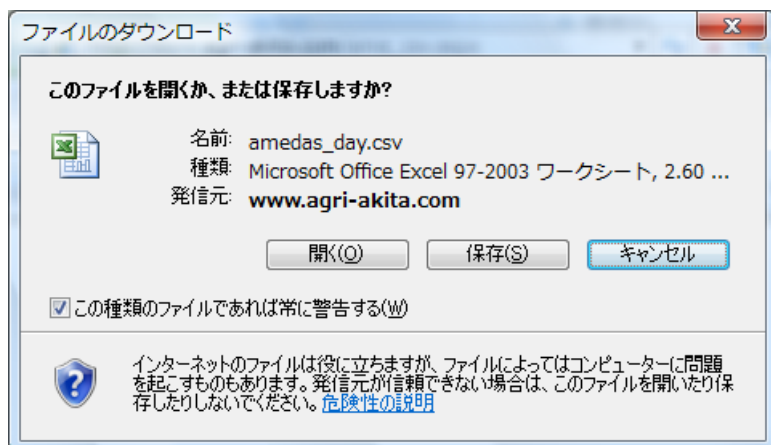 ファイルのダウンロード
このファイルを開くか、または保存しますか?
名前: amedas_day.csv
種類: Microsoft Office Excel 97-2003 ワークシート, 2.60 ...
発信元: www.agri-akita.com
開く(O) 保存(S) キャンセル
この種類のファイルであれば常に警告する(W)
インターネットのファイルは役に立ちますが、ファイルによってはコンピューターに問題
を起こすものもあります。発信元が信頼できない場合は、このファイルを開いたり保
存したりしないでください。危険性の説明